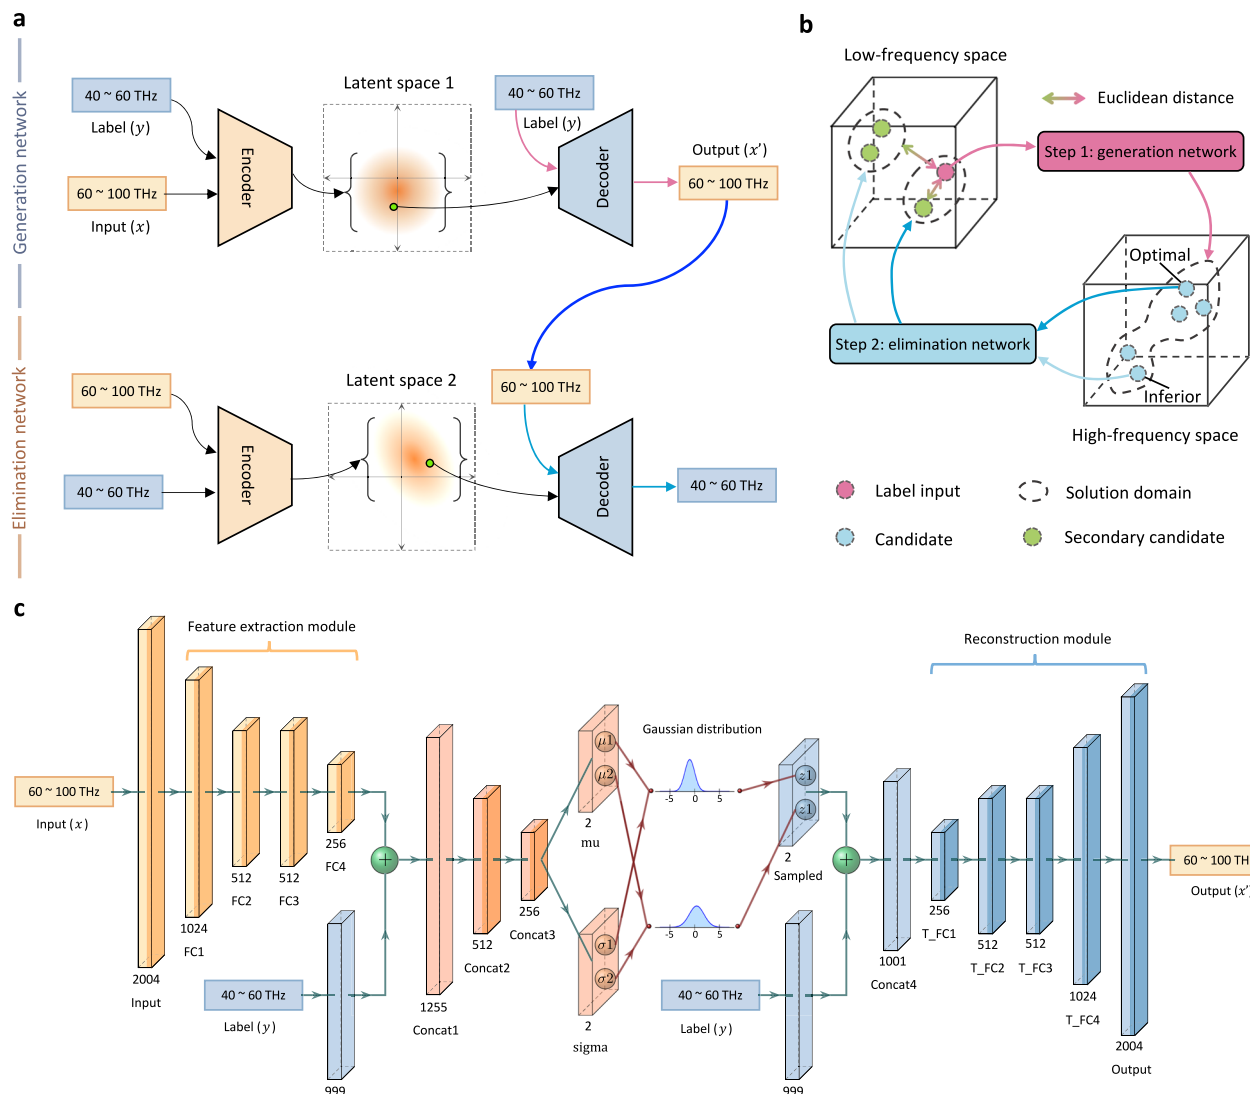 a
Generation network
Elimination network
40 ~ 60 THz
Label (y)
60 ~ 100 THz
Input (x)
Encoder
Latent space 1
40 ~ 60 THz
Label (y)
Decoder
Output (x′)
60 ~ 100 THz
60 ~ 100 THz
40 ~ 60 THz
Encoder
Latent space 2
60 ~ 100 THz
Decoder
40 ~ 60 THz
b
Low-frequency space
Euclidean distance
Step 1: generation network
Optimal
Step 2: elimination network
Inferior
High-frequency space
Label input
Solution domain
Candidate
Secondary candidate
c
Feature extraction module
60 ~ 100 THz
Input (x)
2004
Input
1024
FC1
512
FC2
512
FC3
256
FC4
40 ~ 60 THz
Label (y)
999
+
1255
Concat1
512
Concat2
256
Concat3
μ1
μ2
2
mu
σ1
σ2
2
sigma
Gaussian distribution
-5 0 5
-5 0 5
z1
z1
2
Sampled
40 ~ 60 THz
Label (y)
999
+
1001
Concat4
Reconstruction module
256
T_FC1
512
T_FC2
512
T_FC3
1024
T_FC4
2004
Output
60 ~ 100 TH
Output (x′)